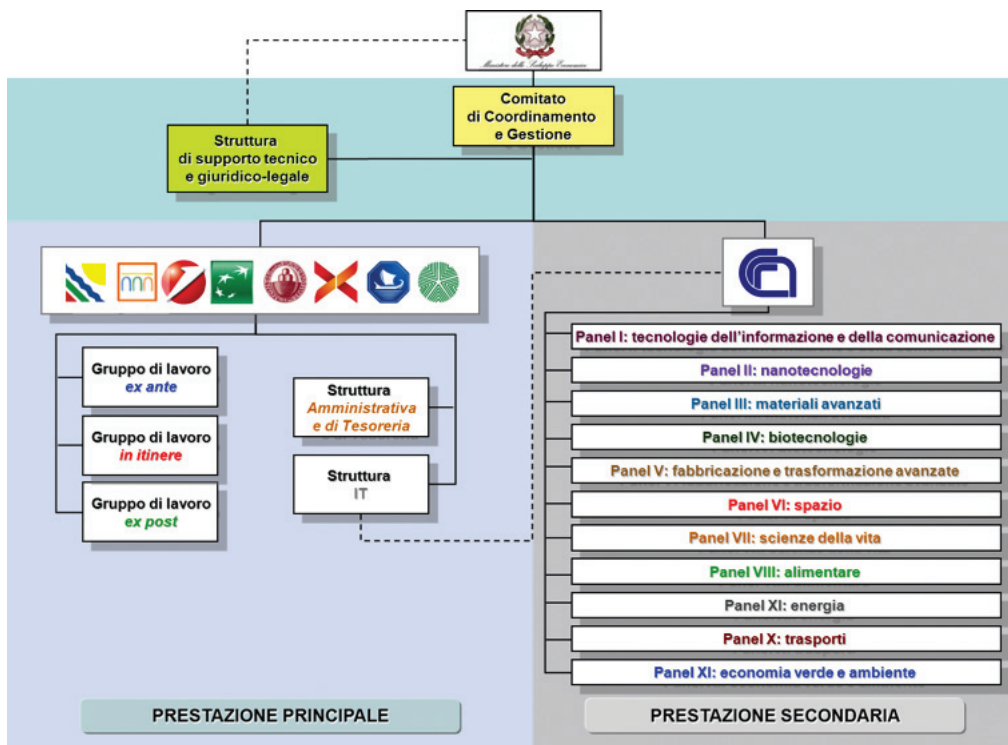 Ministero dello Sviluppo Economico
Comitato
di Coordinamento
e Gestione
Struttura
di supporto tecnico
e giuridico-legale
Gruppo di lavoro
ex ante
Gruppo di lavoro
in itinere
Gruppo di lavoro
ex post
Struttura
Amministrativa
e di Tesoreria
Struttura
IT
Panel I: tecnologie dell'informazione e della comunicazione
Panel II: nanotecnologie
Panel III: materiali avanzati
Panel IV: biotecnologie
Panel V: fabbricazione e trasformazione avanzate
Panel VI: spazio
Panel VII: scienze della vita
Panel VIII: alimentare
Panel XI: energia
Panel X: trasporti
Panel XI: economia verde e ambiente
PRESTAZIONE PRINCIPALE
PRESTAZIONE SECONDARIA